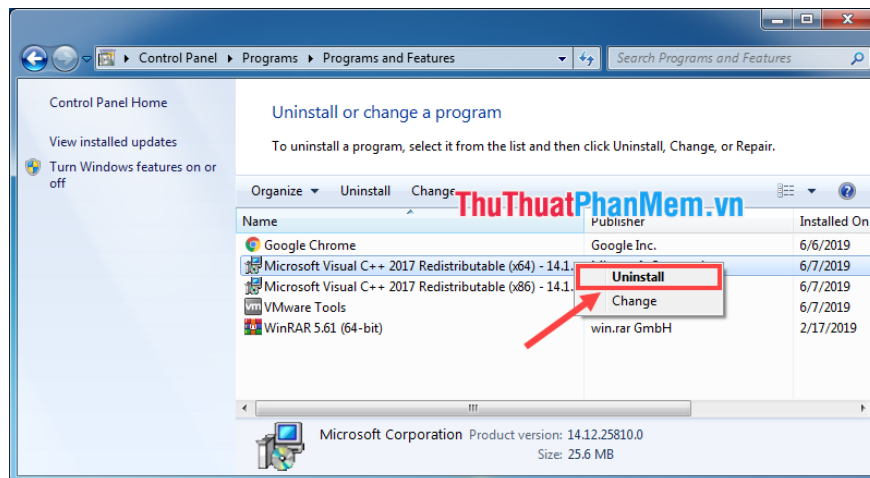 Control Panel Programs Programs and Features Search Programs and Features
Control Panel Home
View installed updates
Turn Windows features on or
off
Uninstall or change a program
To uninstall a program, select it from the list and then click Uninstall, Change, or Repair.
Organize Uninstall Change
ThuThuatPhanMem.vn
Name Publisher Installed On
Google Chrome Google Inc. 6/6/2019
Microsoft Visual C++ 2017 Redistributable (x64) - 14.1... 6/7/2019
Uninstall
Microsoft Visual C++ 2017 Redistributable (x86) - 14.1... 6/7/2019
Change
vm VMware Tools 6/7/2019
WinRAR 5.61 (64-bit) win.rar GmbH 2/17/2019
Microsoft Corporation Product version: 14.12.25810.0
Size: 25.6 MB